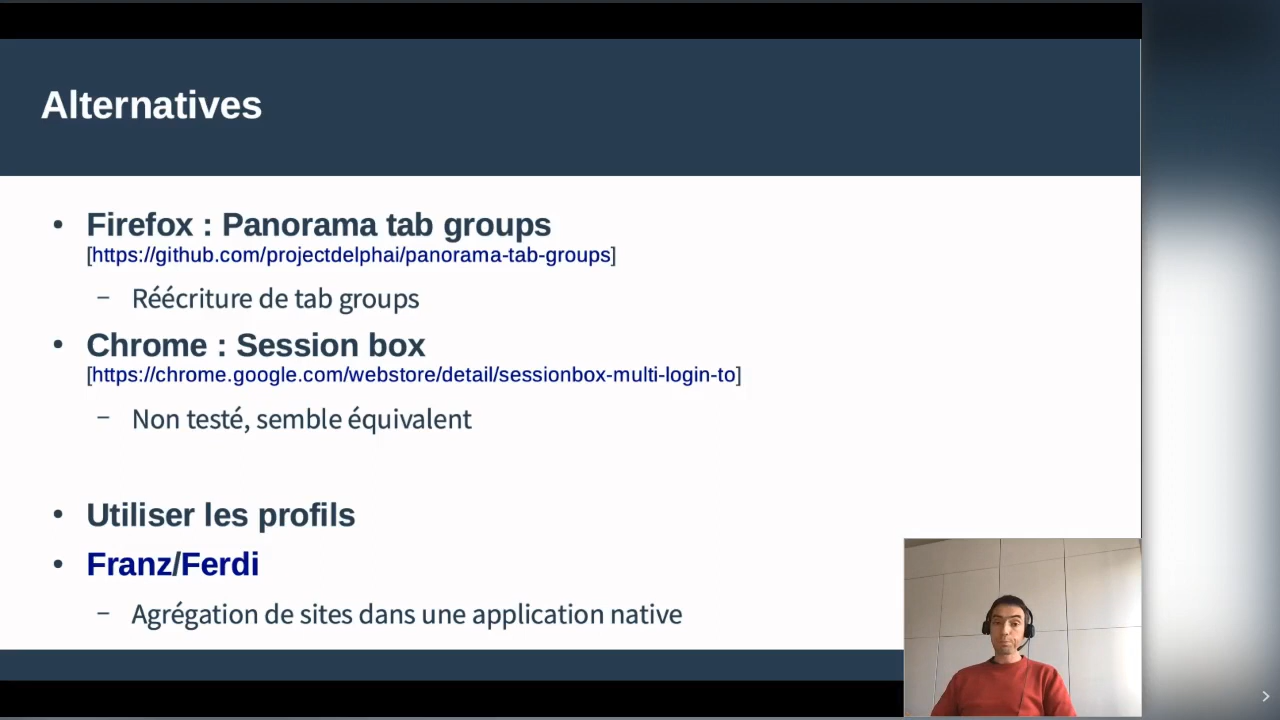 Alternatives
• Firefox : Panorama tab groups
[https://github.com/projectdelphai/panorama-tab-groups]
– Réécriture de tab groups
• Chrome : Session box
[https://chrome.google.com/webstore/detail/sessionbox-multi-login-to]
– Non testé, semble équivalent
• Utiliser les profils
• Franz/Ferdi
– Agrégation de sites dans une application native